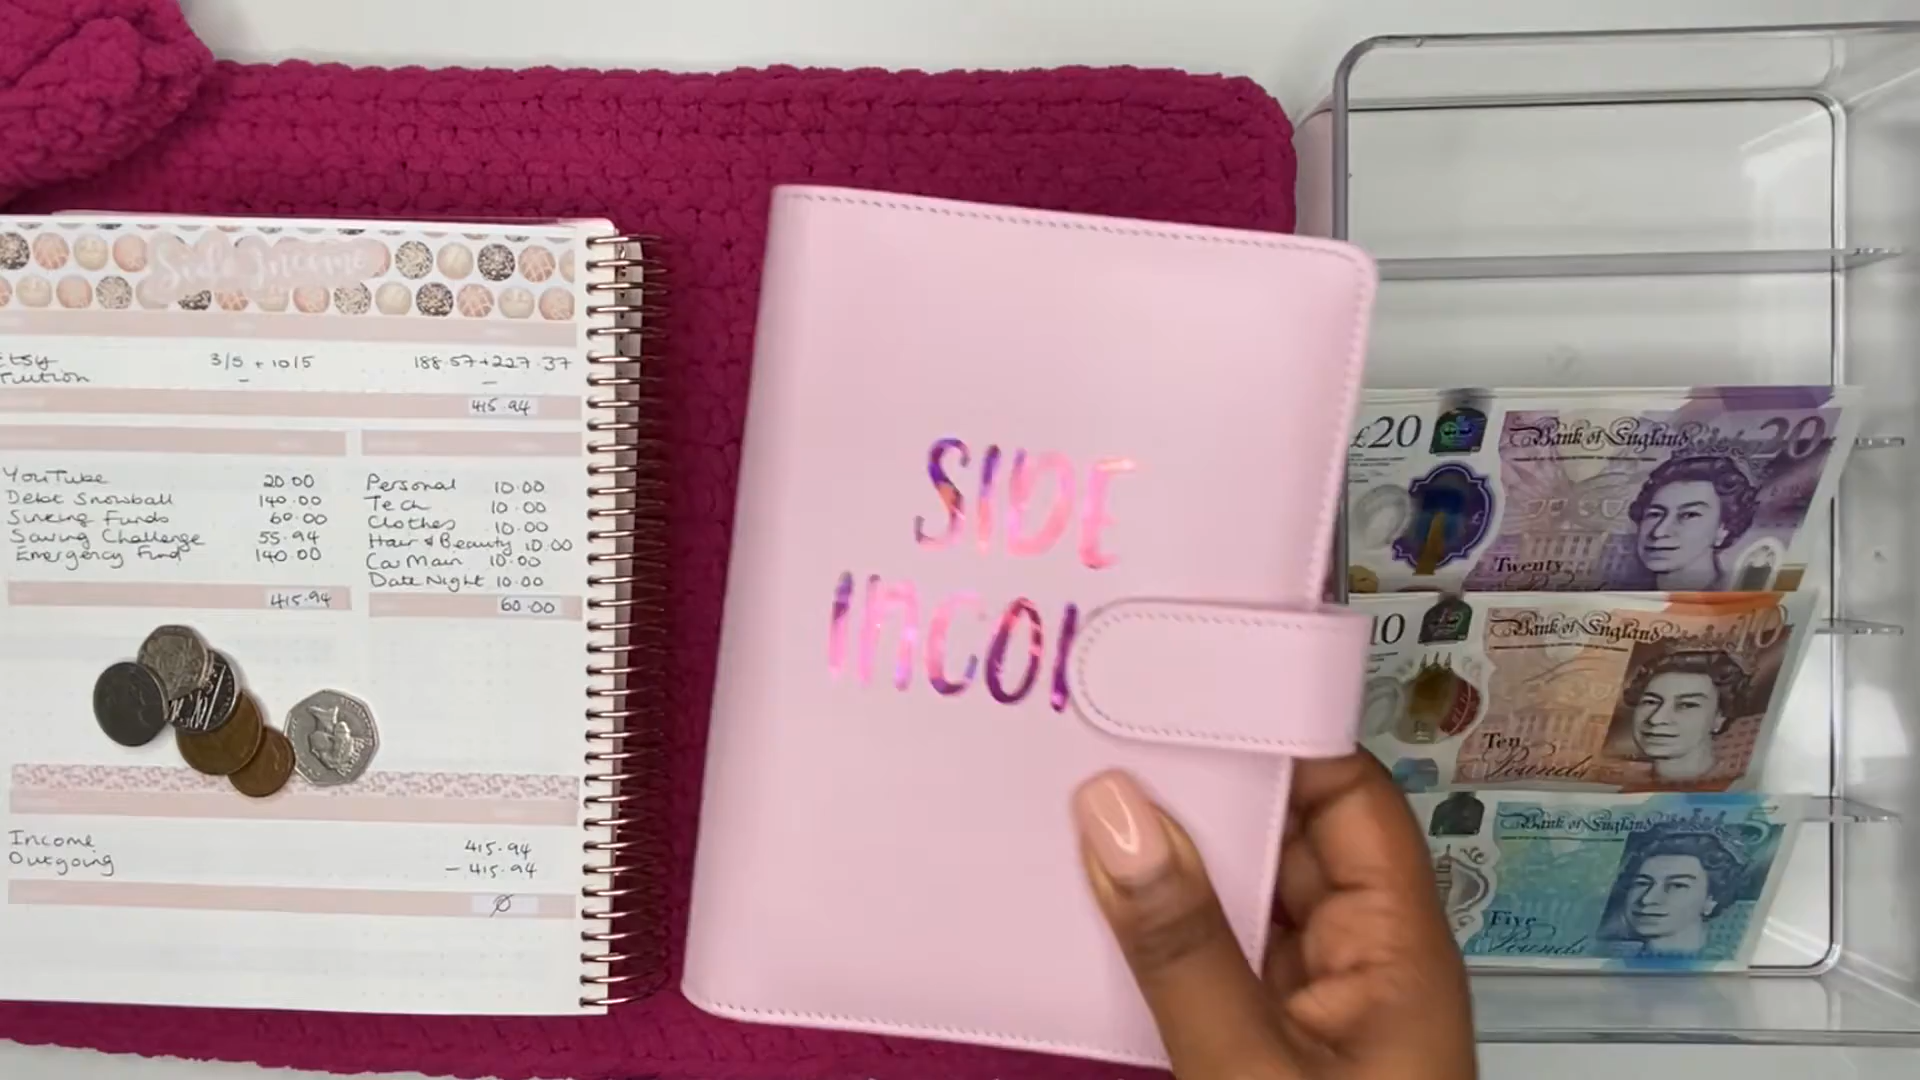 Side Income
Etsy 3/5 + 10/5 188.57+227.37
Tuition - -
415.94
YouTube 20.00
Debt Snowball 140.00
Sinking Funds 60.00
Saving Challenge 55.94
Emergency Fund 140.00
415.94
Personal 10.00
Tech 10.00
Clothes 10.00
Hair & Beauty 10.00
Car Main 10.00
Date Night 10.00
60.00
Income 415.94
Outgoing - 415.94
Ø
SIDE
INCO
£20 Bank of England 20
Twenty
10 Bank of England 10
Ten
Pounds
Bank of England 5
Five
Pounds